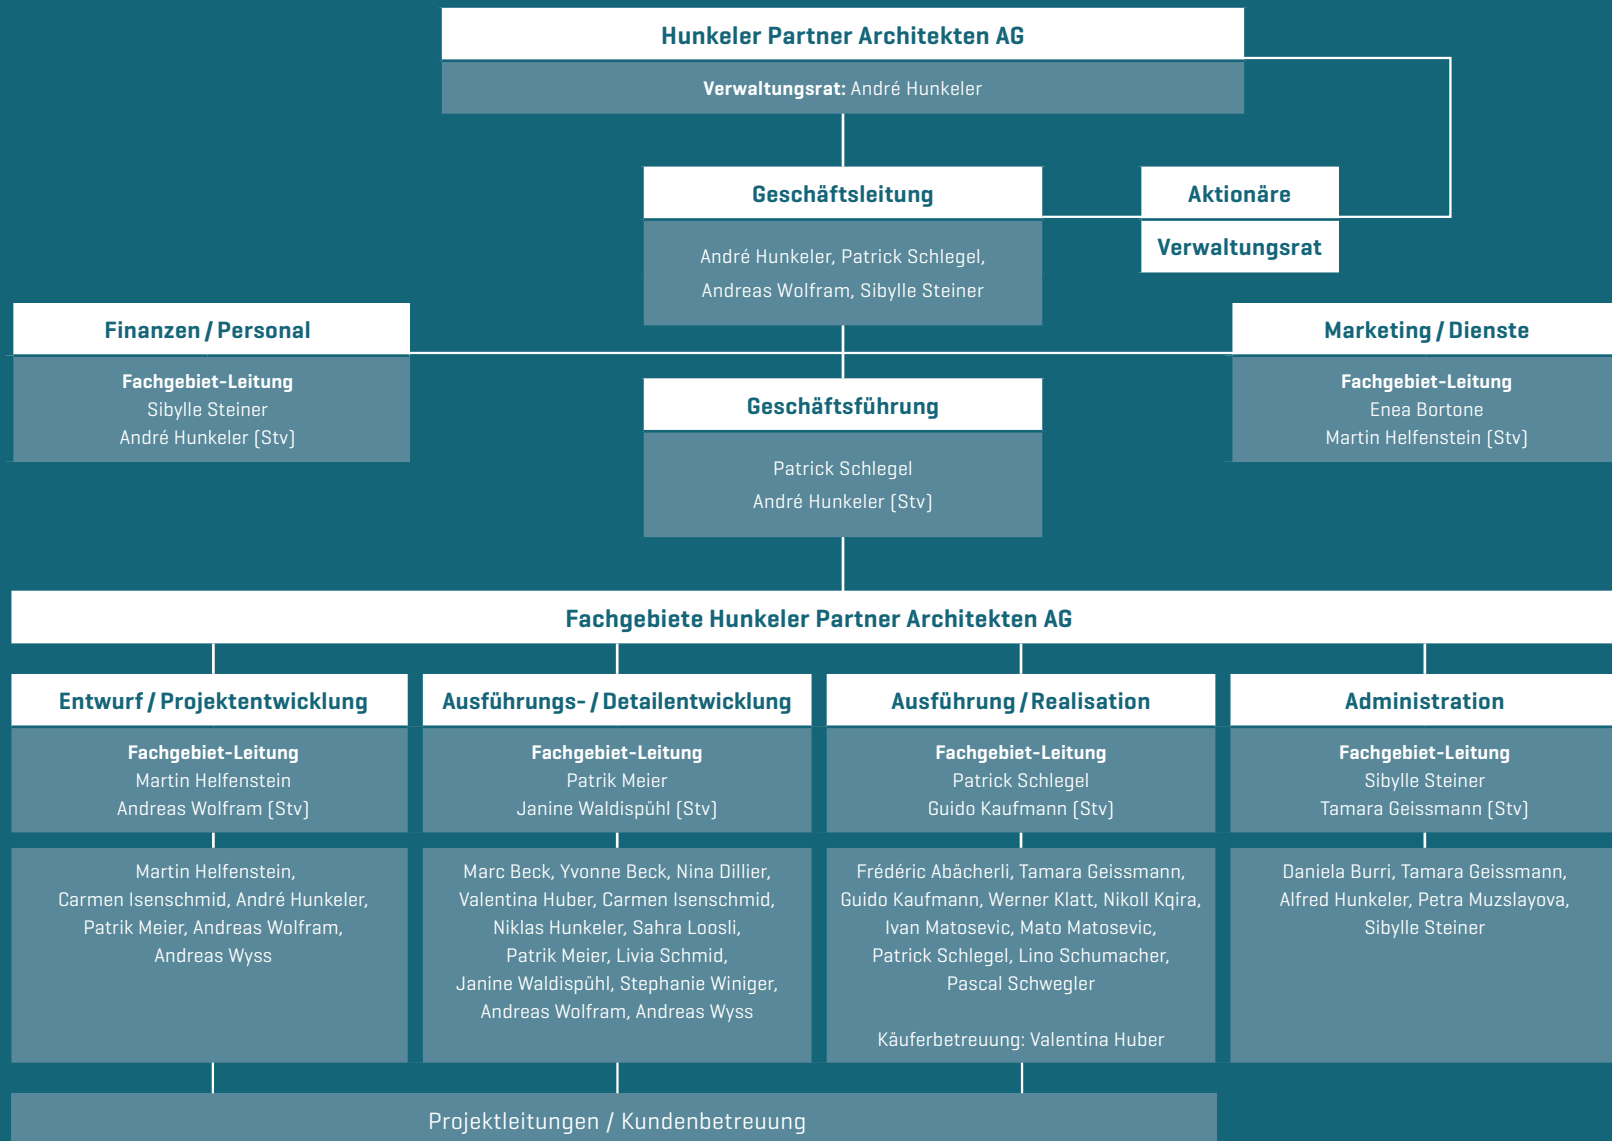 Hunkeler Partner Architekten AG
Verwaltungsrat: André Hunkeler
Geschäftsleitung
André Hunkeler, Patrick Schlegel,
Andreas Wolfram, Sibylle Steiner
Aktionäre
Verwaltungsrat
Finanzen / Personal
Fachgebiet-Leitung
Sibylle Steiner
André Hunkeler (Stv)
Marketing / Dienste
Fachgebiet-Leitung
Enea Bortone
Martin Helfenstein (Stv)
Geschäftsführung
Patrick Schlegel
André Hunkeler (Stv)
Fachgebiete Hunkeler Partner Architekten AG
Entwurf / Projektentwicklung
Fachgebiet-Leitung
Martin Helfenstein
Andreas Wolfram (Stv)
Martin Helfenstein,
Carmen Isenschmid, André Hunkeler,
Patrik Meier, Andreas Wolfram,
Andreas Wyss
Ausführungs- / Detailentwicklung
Fachgebiet-Leitung
Patrik Meier
Janine Waldispühl (Stv)
Marc Beck, Yvonne Beck, Nina Dillier,
Valentina Huber, Carmen Isenschmid,
Niklas Hunkeler, Sahra Loosli,
Patrik Meier, Livia Schmid,
Janine Waldispühl, Stephanie Winiger,
Andreas Wolfram, Andreas Wyss
Ausführung / Realisation
Fachgebiet-Leitung
Patrick Schlegel
Guido Kaufmann (Stv)
Frédéric Abächerli, Tamara Geissmann,
Guido Kaufmann, Werner Klatt, Nikoll Kqira,
Ivan Matosevic, Mato Matosevic,
Patrick Schlegel, Lino Schumacher,
Pascal Schwegler
Käuferbetreuung: Valentina Huber
Administration
Fachgebiet-Leitung
Sibylle Steiner
Tamara Geissmann (Stv)
Daniela Burri, Tamara Geissmann,
Alfred Hunkeler, Petra Muzslayova,
Sibylle Steiner
Projektleitungen / Kundenbetreuung